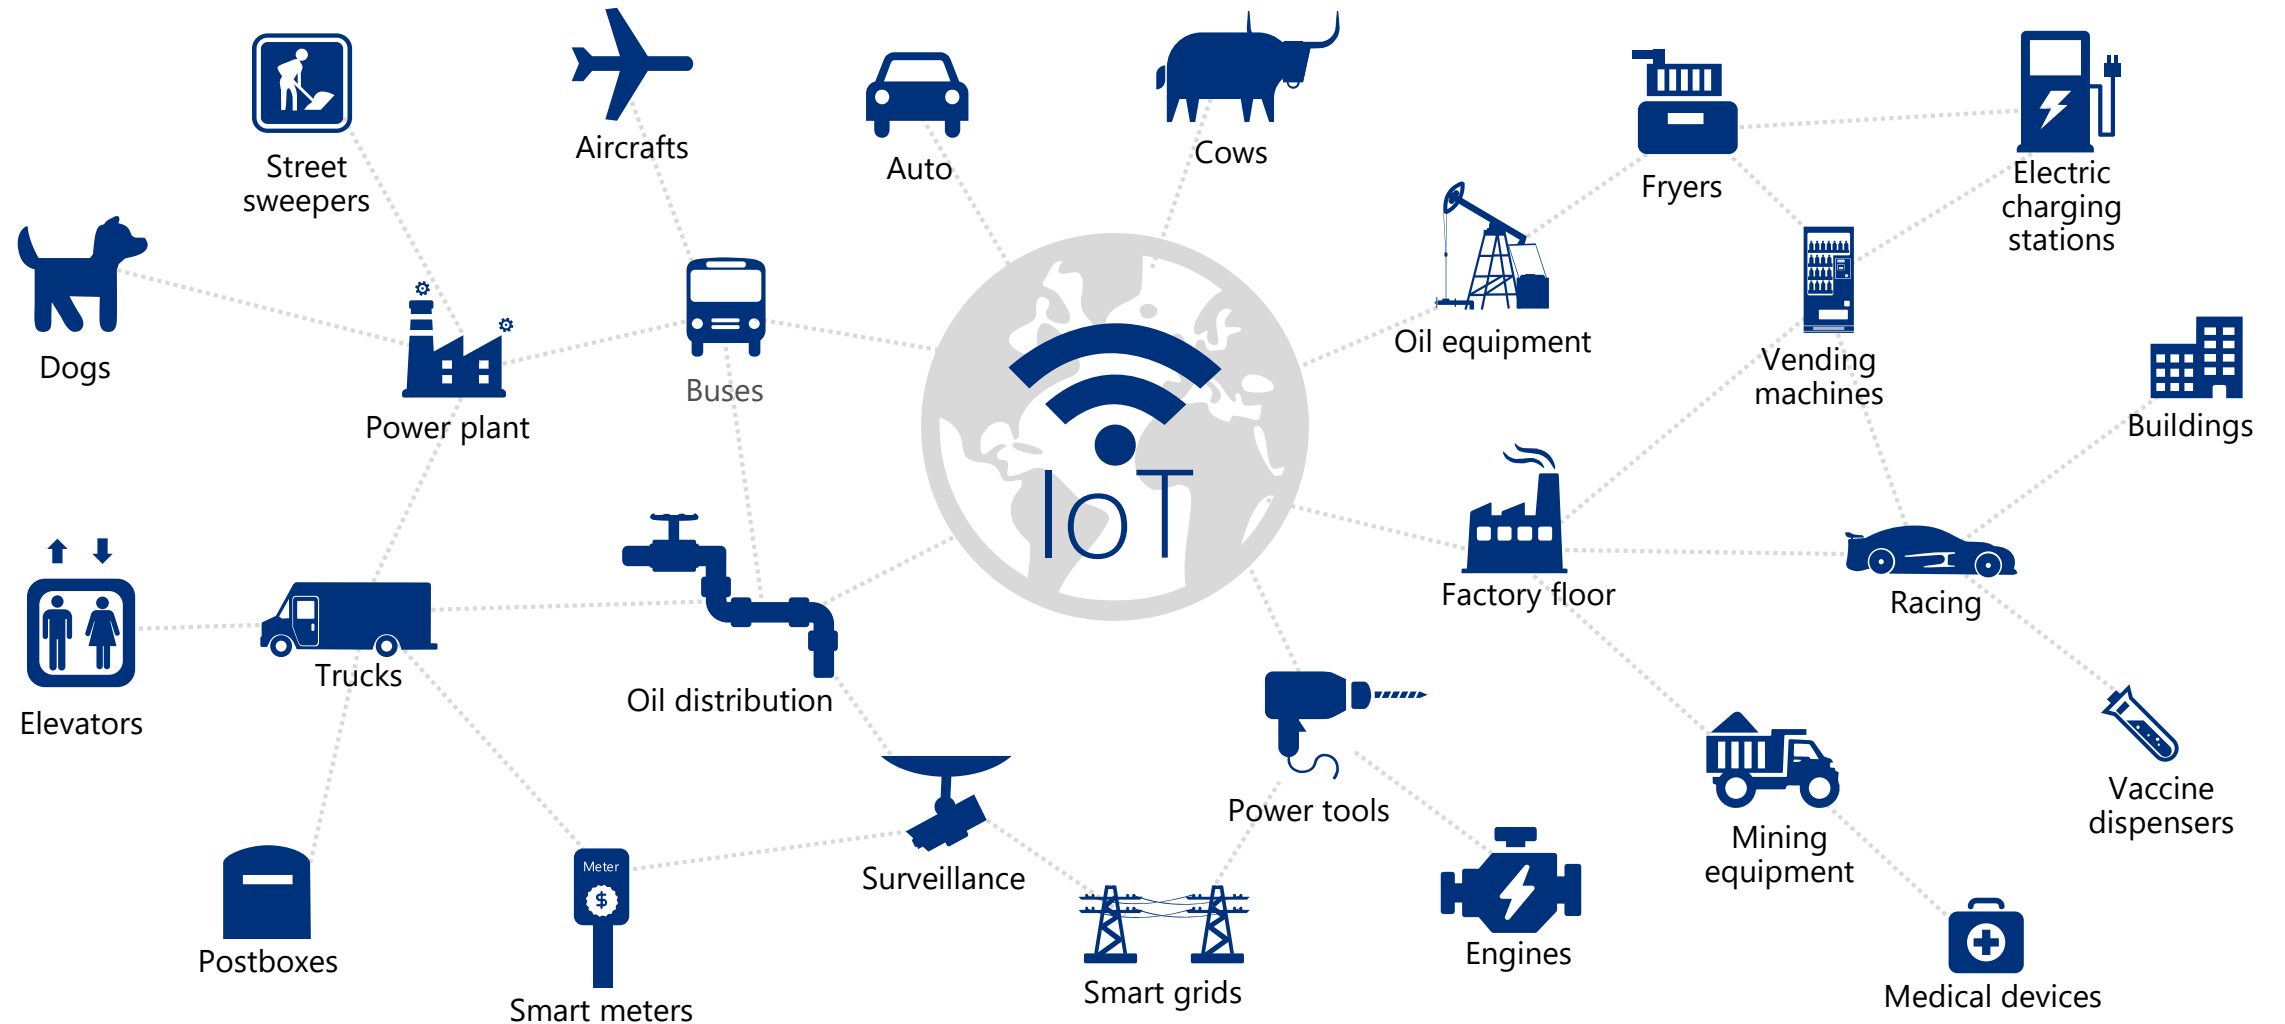 Street
sweepers
Aircrafts
Auto
Cows
Fryers
Electric
charging
stations
Dogs
Power plant
Buses
Oil equipment
Vending
machines
Buildings
IoT
Elevators
Trucks
Oil distribution
Factory floor
Racing
Postboxes
Meter
$
Smart meters
Surveillance
Power tools
Smart grids
Engines
Mining
equipment
Vaccine
dispensers
Medical devices